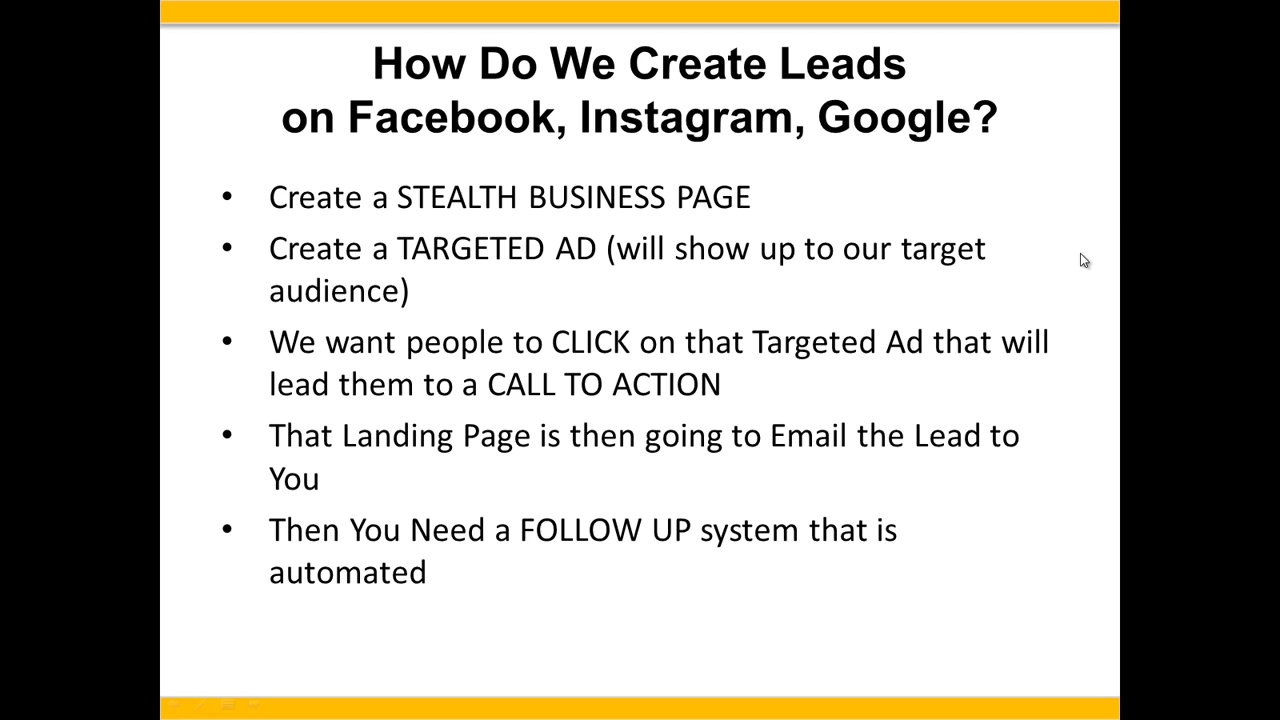 How Do We Create Leads
on Facebook, Instagram, Google?
• Create a STEALTH BUSINESS PAGE
• Create a TARGETED AD (will show up to our target
audience)
• We want people to CLICK on that Targeted Ad that will
lead them to a CALL TO ACTION
• That Landing Page is then going to Email the Lead to
You
• Then You Need a FOLLOW UP system that is
automated